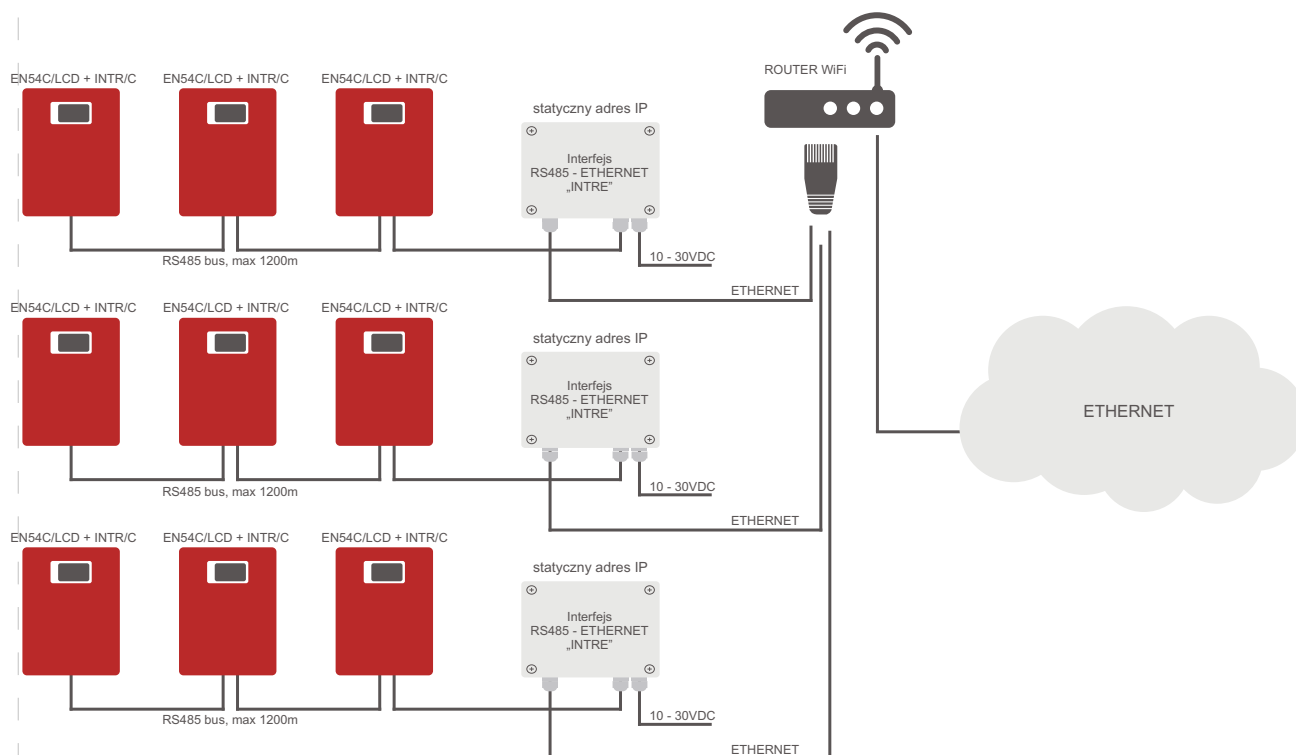 ROUTER WiFi
EN54C/LCD + INTR/C
EN54C/LCD + INTR/C
EN54C/LCD + INTR/C
statyczny adres IP
Interfejs
RS485 - ETHERNET
„INTRE”
RS485 bus, max 1200m
10 - 30VDC
ETHERNET
EN54C/LCD + INTR/C
EN54C/LCD + INTR/C
EN54C/LCD + INTR/C
statyczny adres IP
Interfejs
RS485 - ETHERNET
„INTRE”
ETHERNET
RS485 bus, max 1200m
10 - 30VDC
ETHERNET
EN54C/LCD + INTR/C
EN54C/LCD + INTR/C
EN54C/LCD + INTR/C
statyczny adres IP
Interfejs
RS485 - ETHERNET
„INTRE”
RS485 bus, max 1200m
10 - 30VDC
ETHERNET